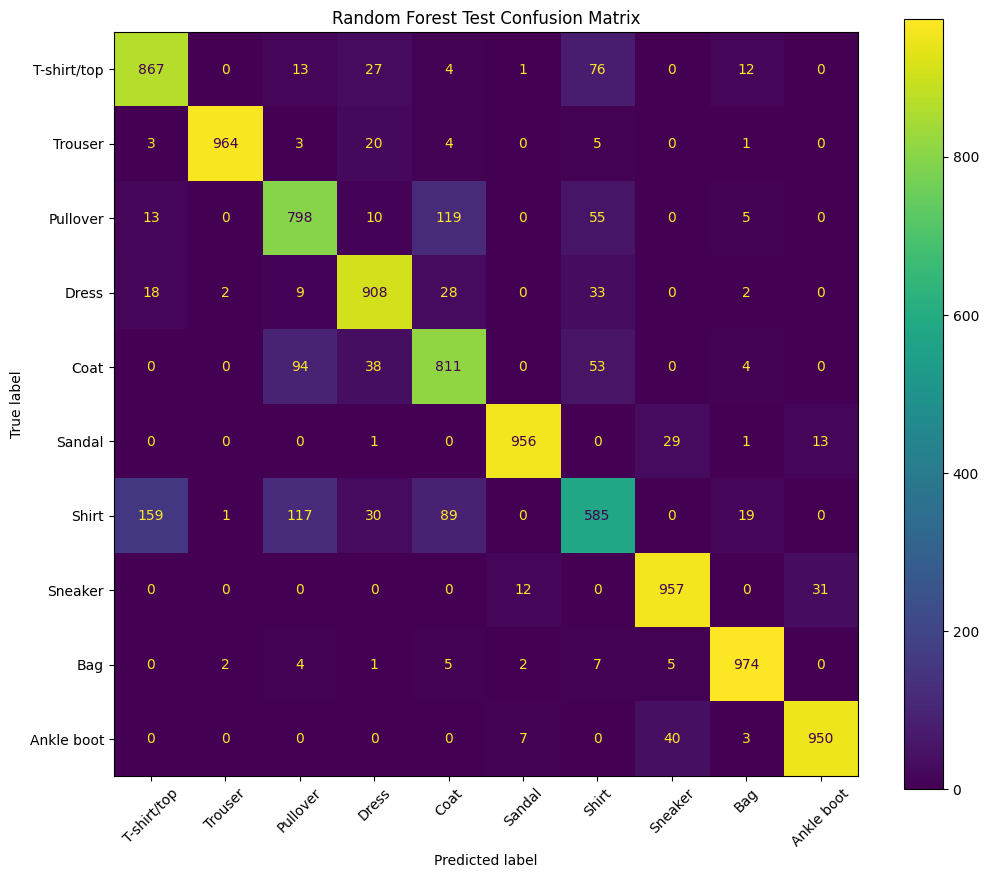 Random Forest Test Confusion Matrix
True label
T-shirt/top 867 0 13 27 4 1 76 0 12 0
Trouser 3 964 3 20 4 0 5 0 1 0
Pullover 13 0 798 10 119 0 55 0 5 0
Dress 18 2 9 908 28 0 33 0 2 0
Coat 0 0 94 38 811 0 53 0 4 0
Sandal 0 0 0 1 0 956 0 29 1 13
Shirt 159 1 117 30 89 0 585 0 19 0
Sneaker 0 0 0 0 0 12 0 957 0 31
Bag 0 2 4 1 5 2 7 5 974 0
Ankle boot 0 0 0 0 0 7 0 40 3 950
T-shirt/top Trouser Pullover Dress Coat Sandal Shirt Sneaker Bag Ankle boot
Predicted label
800
600
400
200
0